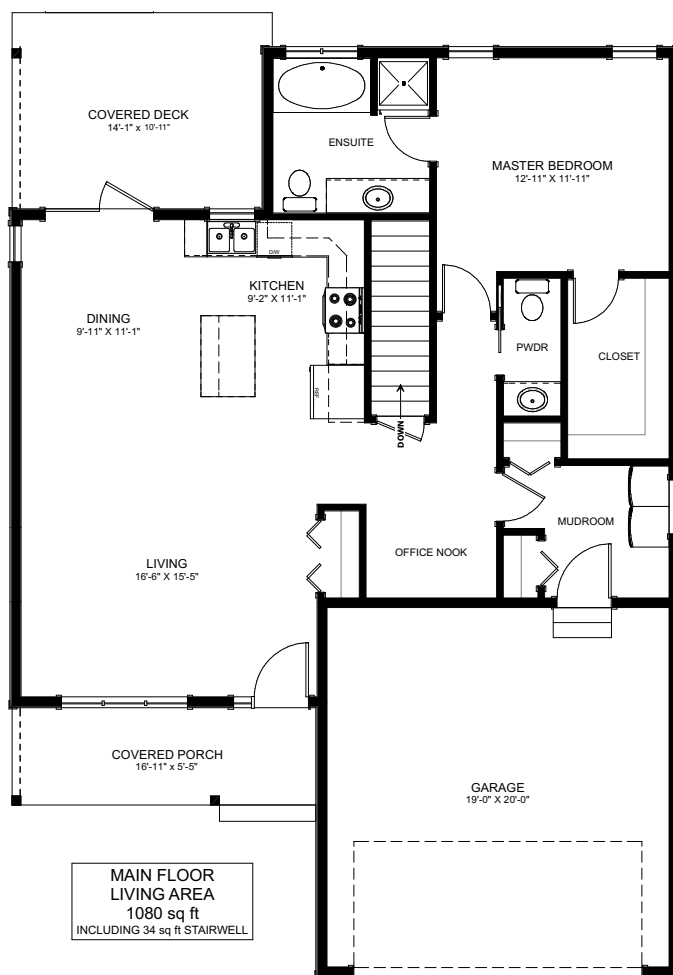 COVERED DECK
14'-1" x 10'-11"
ENSUITE
MASTER BEDROOM
12'-11" X 11'-11"
D/W
KITCHEN
9'-2" X 11'-1"
DINING
9'-11" X 11'-1"
PWDR
CLOSET
REF
DOWN
MUDROOM
OFFICE NOOK
LIVING
16'-6" X 15'-5"
COVERED PORCH
16'-11" x 5'-5"
GARAGE
19'-0" X 20'-0"
MAIN FLOOR
LIVING AREA
1080 sq ft
INCLUDING 34 sq ft STAIRWELL